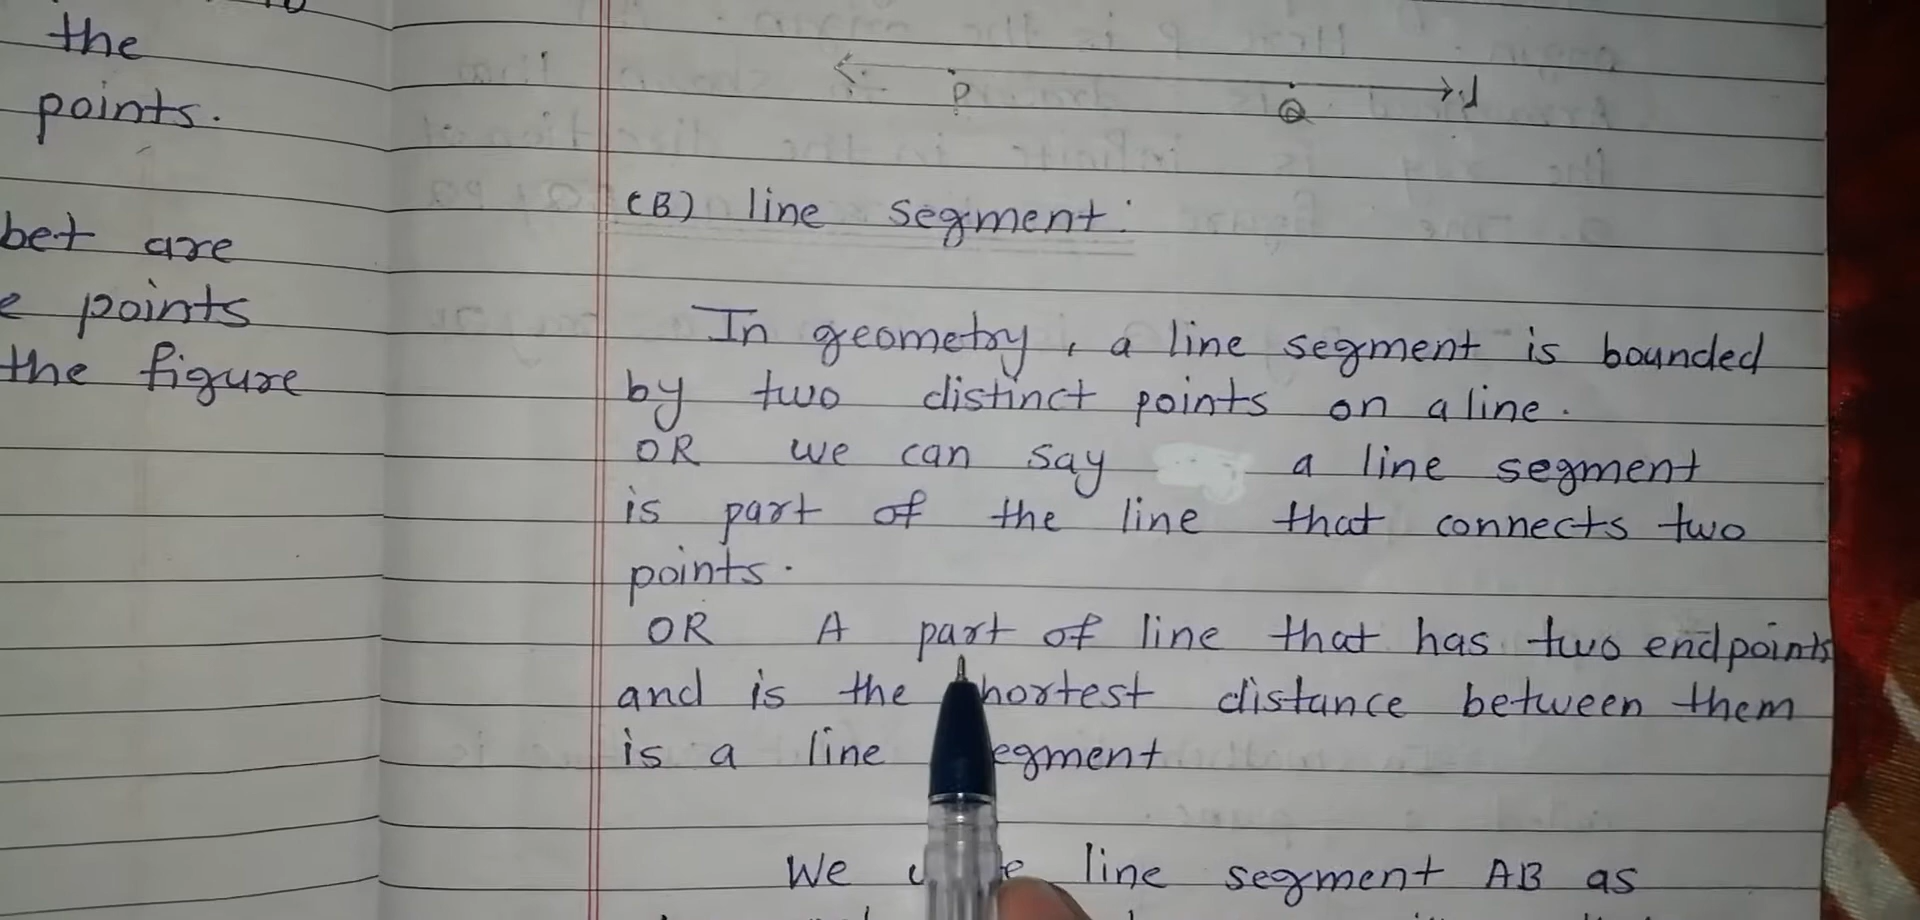 the
points.
bet are
e points
the figure
P
Q
l
(B) line segment:
In geometry, a line segment is bounded
by two distinct points on a line.
OR we can say a line segment
is part of the line that connects two
points.
OR A part of line that has two endpoints
and is the hortest distance between them
is a line egment
We line segment AB as